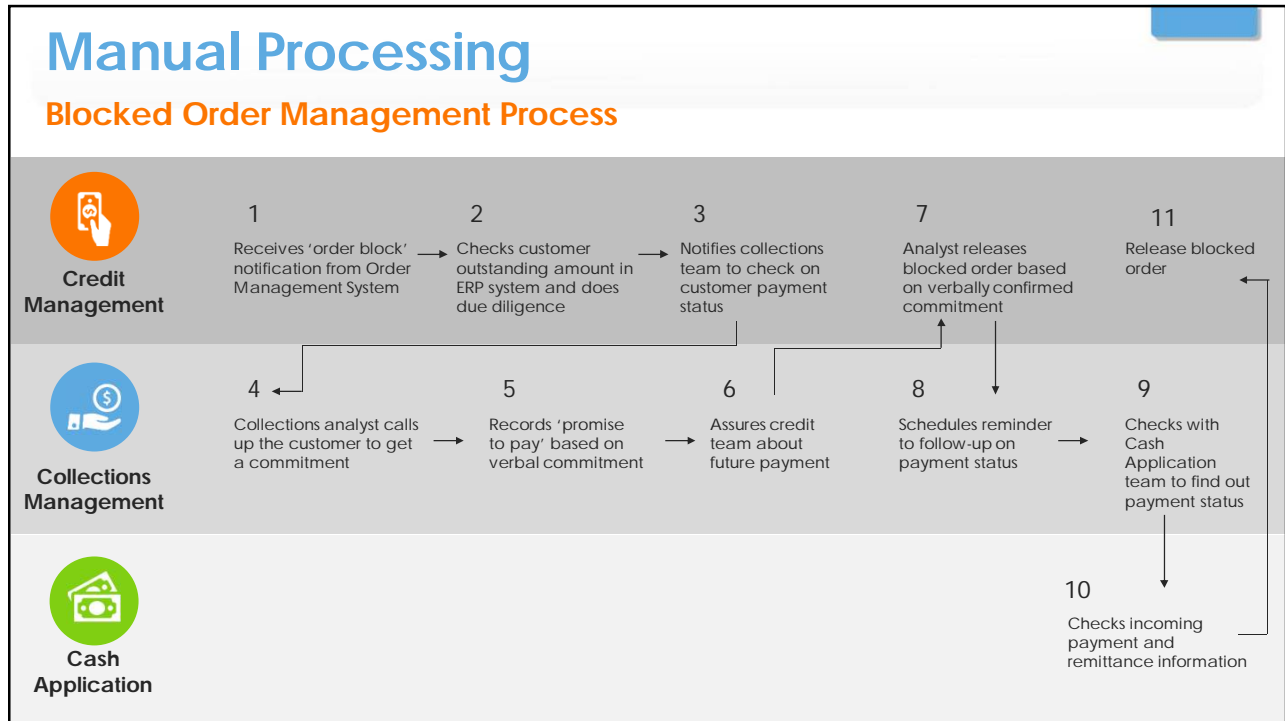 Manual Processing
Blocked Order Management Process
Credit
Management
1
Receives ‘order block’
notification from Order
Management System
2
Checks customer
outstanding amount in
ERP system and does
due diligence
3
Notifies collections
team to check on
customer payment
status
7
Analyst releases
blocked order based
on verbally confirmed
commitment
11
Release blocked
order
Collections
Management
4
Collections analyst calls
up the customer to get
a commitment
5
Records ‘promise
to pay’ based on
verbal commitment
6
Assures credit
team about
future payment
8
Schedules reminder
to follow-up on
payment status
9
Checks with
Cash
Application
team to find out
payment status
Cash
Application
10
Checks incoming
payment and
remittance information